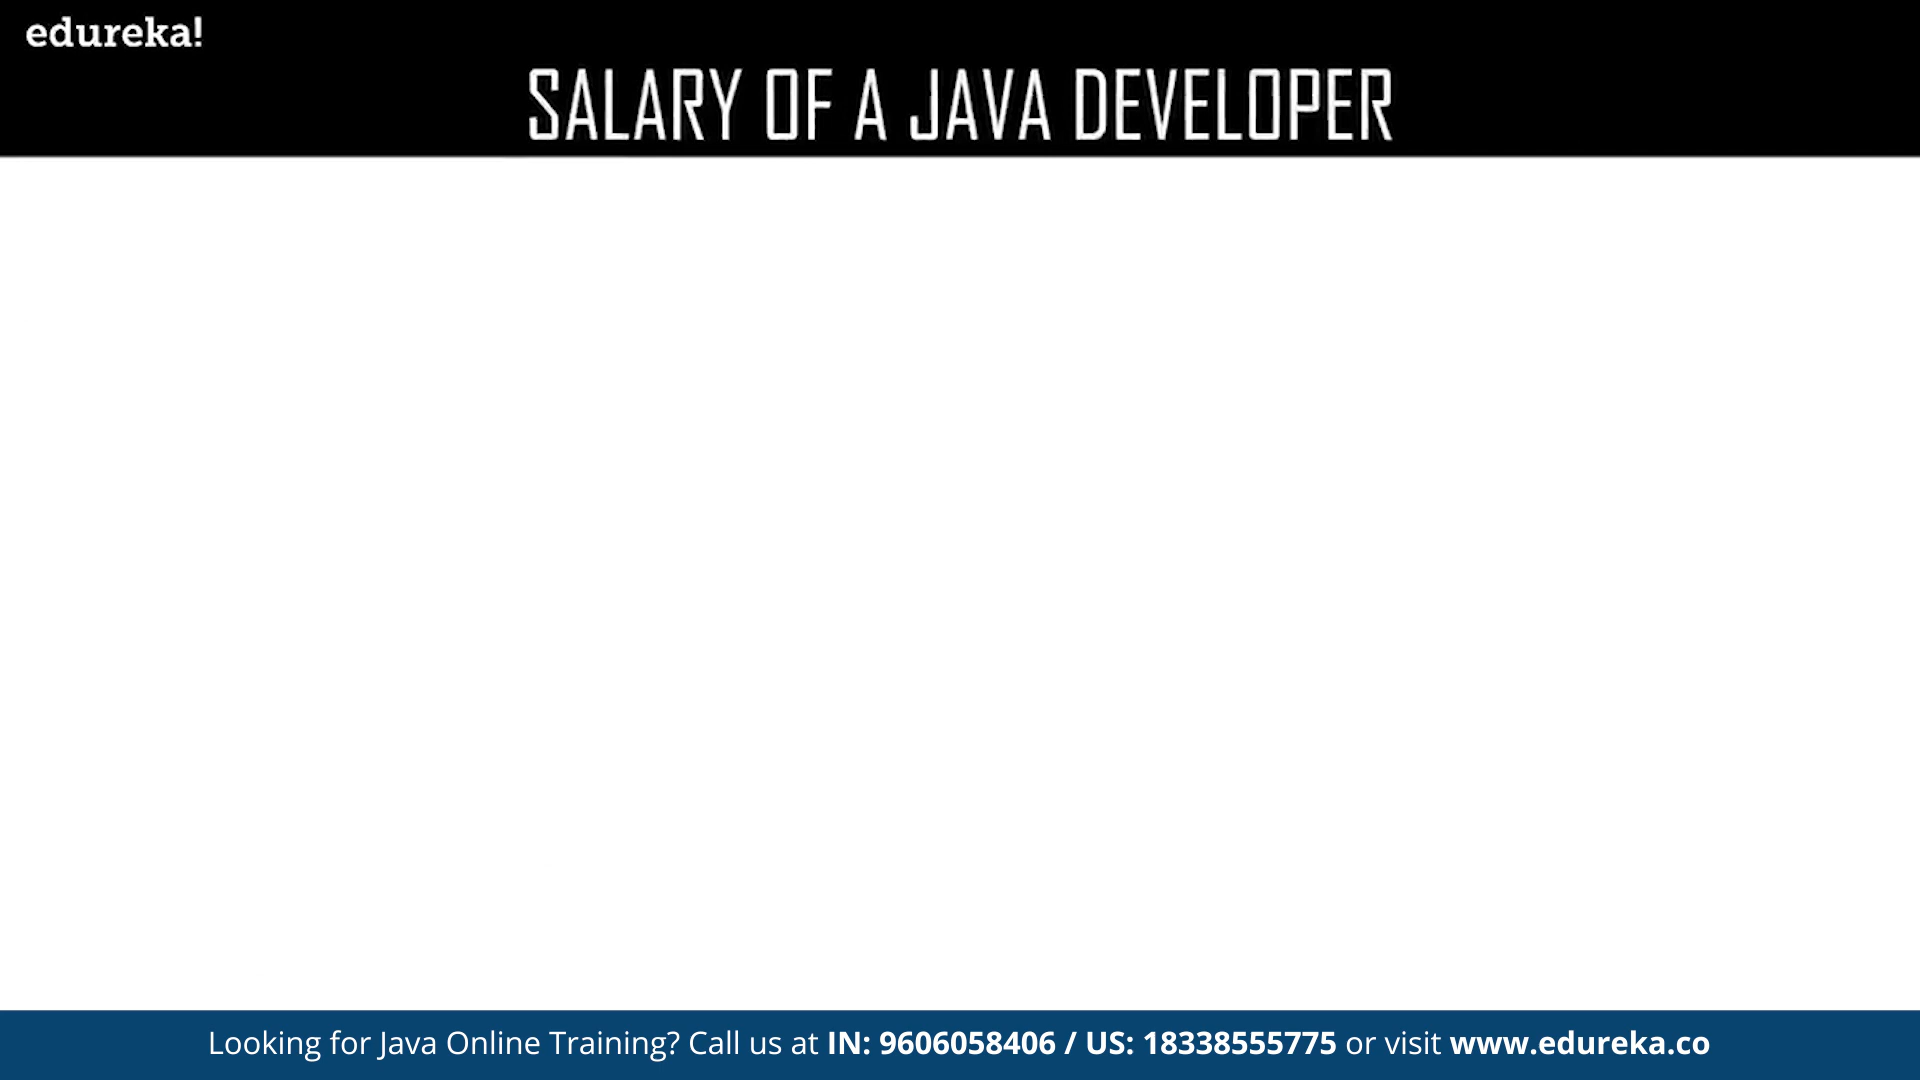 edureka!
SALARY OF A JAVA DEVELOPER
Looking for Java Online Training? Call us at IN: 9606058406 / US: 18338555775 or visit www.edureka.co